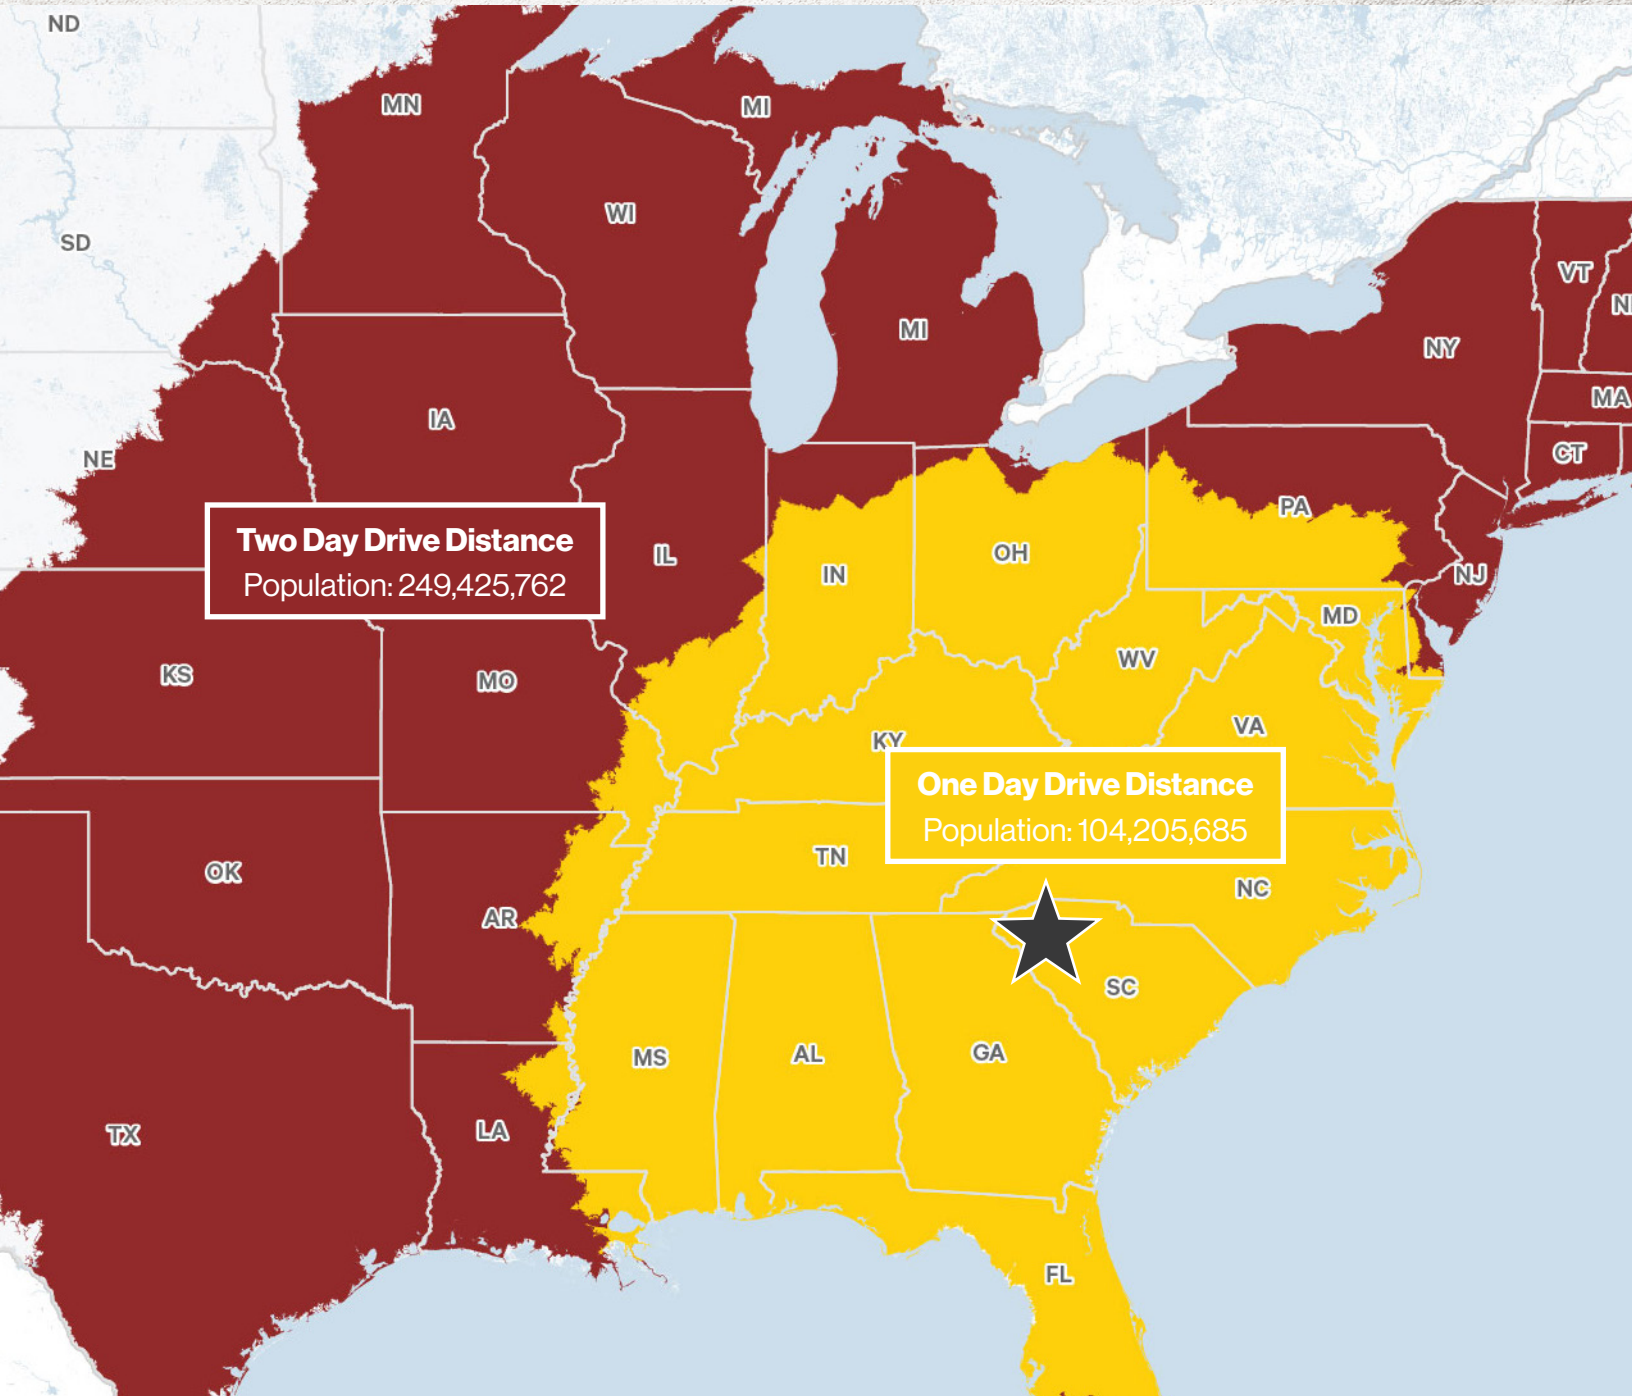 ND
MN
MI
WI
SD
VT
MI
NY
MA
IA
CT
NE
PA
Two Day Drive Distance
Population: 249,425,762
IL
IN
OH
NJ
MD
KS
MO
WV
VA
KY
One Day Drive Distance
Population: 104,205,685
TN
OK
NC
AR
SC
MS
AL
GA
TX
LA
FL